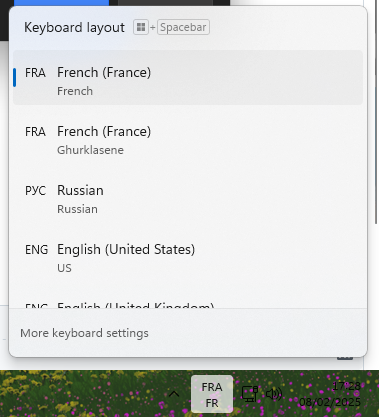 Keyboard layout + Spacebar
FRA French (France)
French
FRA French (France)
Ghurklasene
РУС Russian
Russian
ENG English (United States)
US
ENG English (United Kingdom)
More keyboard settings
FRA
FR
17:28
08/02/2025